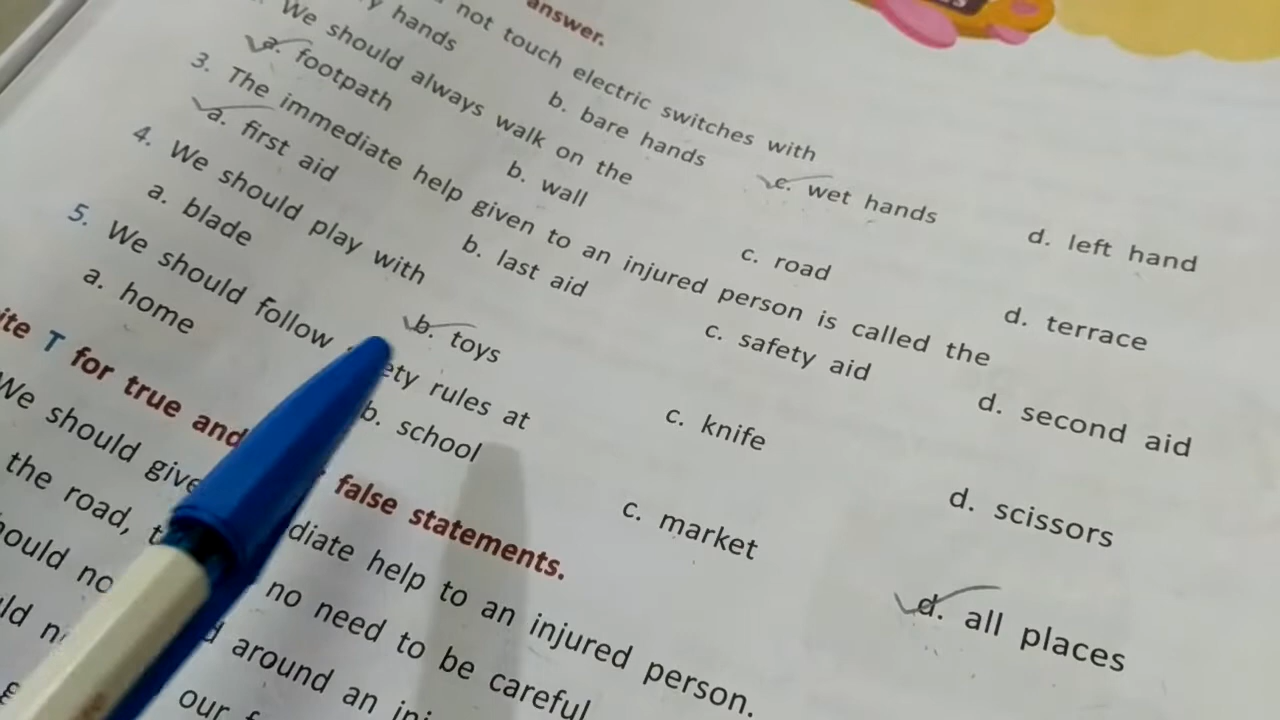 answer.
not touch electric switches with
hands b. bare hands c. wet hands d. left hand
We should always walk on the
a. footpath b. wall c. road d. terrace
3. The immediate help given to an injured person is called the
a. first aid b. last aid c. safety aid d. second aid
4. We should play with
a. blade b. toys c. knife d. scissors
5. We should follow rules at
a. home b. school c. market d. all places
T for true and false statements.
We should give help to an injured person.
the road, no need to be careful
around an
our